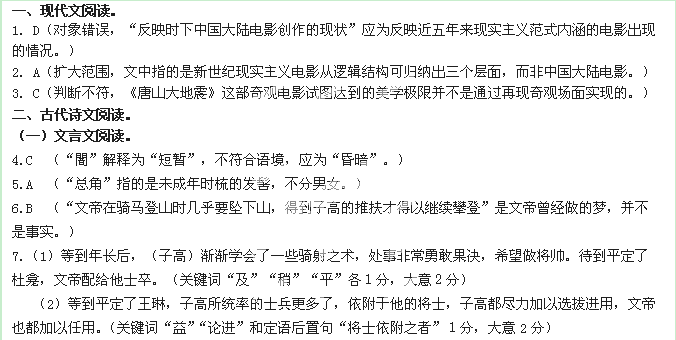 一、现代文阅读。
1. D（对象错误，“反映时下中国大陆电影创作的现状”应为反映近五年来现实主义范式内涵的电影出现
的情况。）
2. A（扩大范围，文中指的是新世纪现实主义电影从逻辑结构可归纳出三个层面，而非中国大陆电影。）
3. C（判断不符，《唐山大地震》这部奇观电影试图达到的美学极限并不是通过再现奇观场面实现的。）
二、古代诗文阅读。
（一）文言文阅读。
4.C （“闇”解释为“短暂”，不符合语境，应为“昏暗”。）
5.A （“总角”指的是未成年时梳的发髻，不分男女。）
6.B （“文帝在骑马登山时几乎要坠下山，得到子高的推扶才得以继续攀登”是文帝曾经做的梦，并不
是事实。）
7.（1）等到年长后，（子高）渐渐学会了一些骑射之术，处事非常勇敢果决，希望做将帅。待到平定了
杜龛，文帝配给他士卒。（关键词“及”“稍”“平”各1分，大意2分）
（2）等到平定了王琳，子高所统率的士兵更多了，依附于他的将士，子高都尽力加以选拔进用，文帝
也都加以任用。（关键词“益”“论进”和定语后置句“将士依附之者”1分，大意2分）